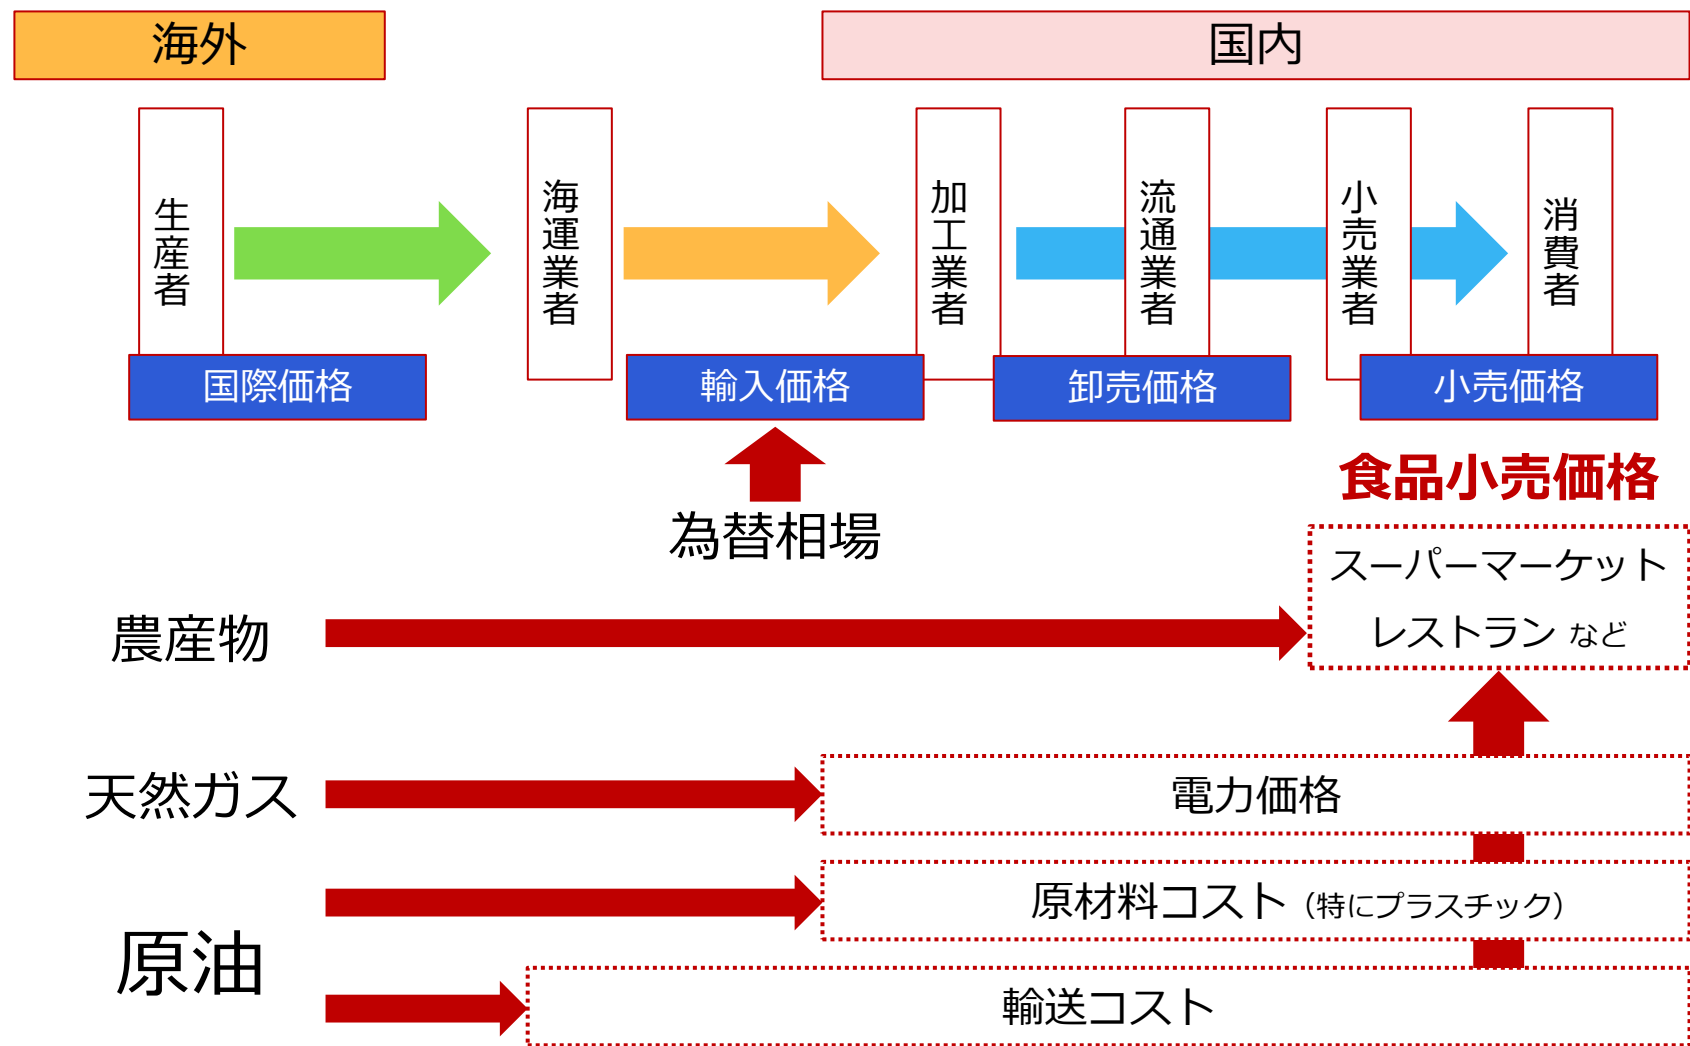 海外
国内
生産者
海運業者
加工業者
流通業者
小売業者
消費者
国際価格
輸入価格
卸売価格
小売価格
為替相場
食品小売価格
スーパーマーケット
レストラン など
農産物
天然ガス
電力価格
原材料コスト（特にプラスチック）
原油
輸送コスト